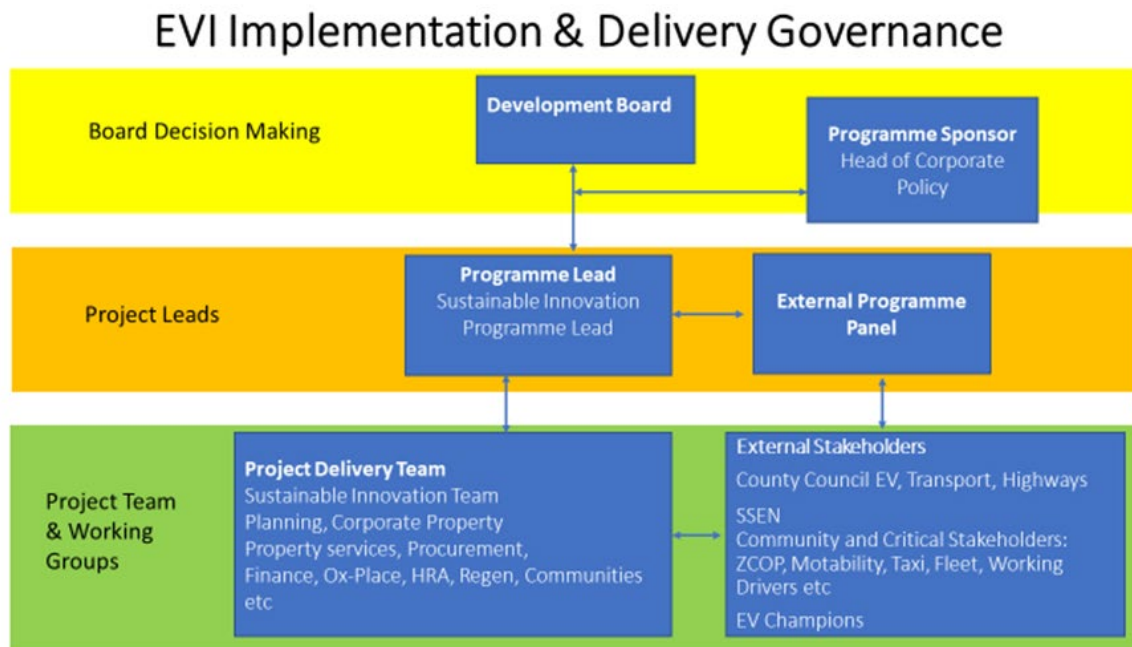 EVI Implementation & Delivery Governance
Board Decision Making
Development Board
Programme Sponsor
Head of Corporate
Policy
Project Leads
Programme Lead
Sustainable Innovation
Programme Lead
External Programme
Panel
Project Team
& Working
Groups
Project Delivery Team
Sustainable Innovation Team
Planning, Corporate Property
Property services, Procurement,
Finance, Ox-Place, HRA, Regen, Communities
etc
External Stakeholders
County Council EV, Transport, Highways
SSEN
Community and Critical Stakeholders:
ZCOP, Motability, Taxi, Fleet, Working
Drivers etc
EV Champions